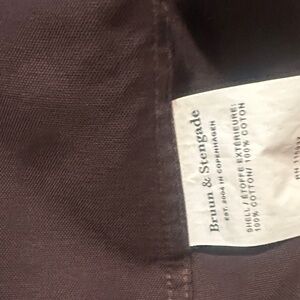 Bruun & Stengade
EST. 2004 IN COPENHAGEN
SHELL / ÉTOFFE EXTÉRIEURE:
100% COTTON/ 100% COTON